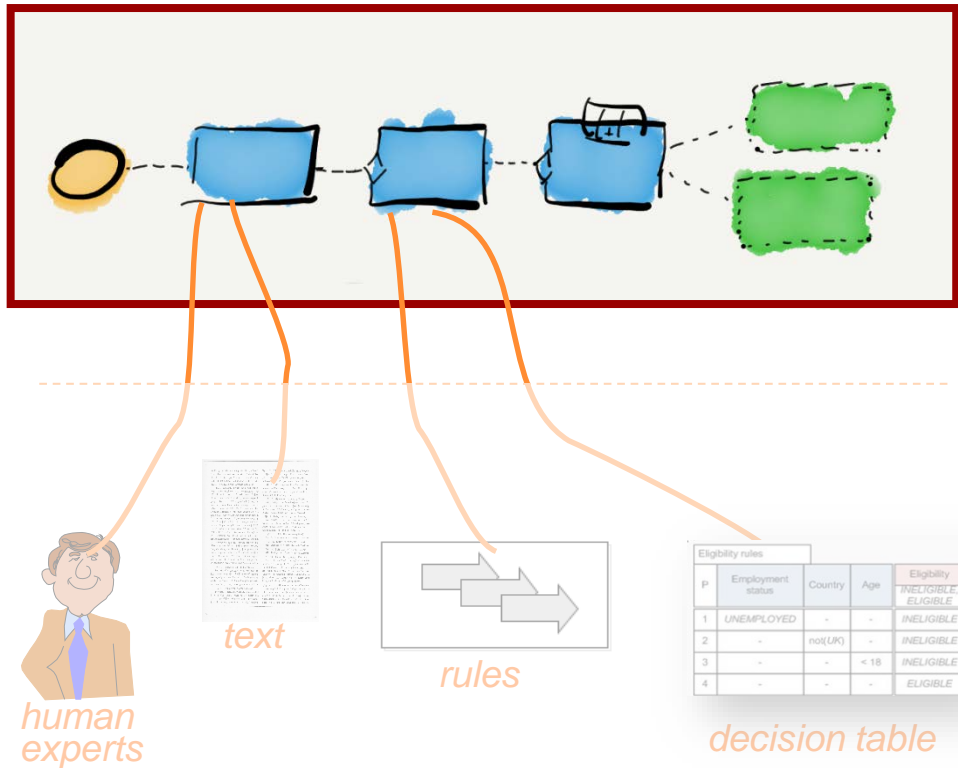 text
rules
human
experts
Eligibility rules
P Employment status Country Age Eligibility
INELIGIBLE, ELIGIBLE
1 UNEMPLOYED - - INELIGIBLE
2 - not(UK) - INELIGIBLE
3 - - < 18 INELIGIBLE
4 - - - ELIGIBLE
decision table